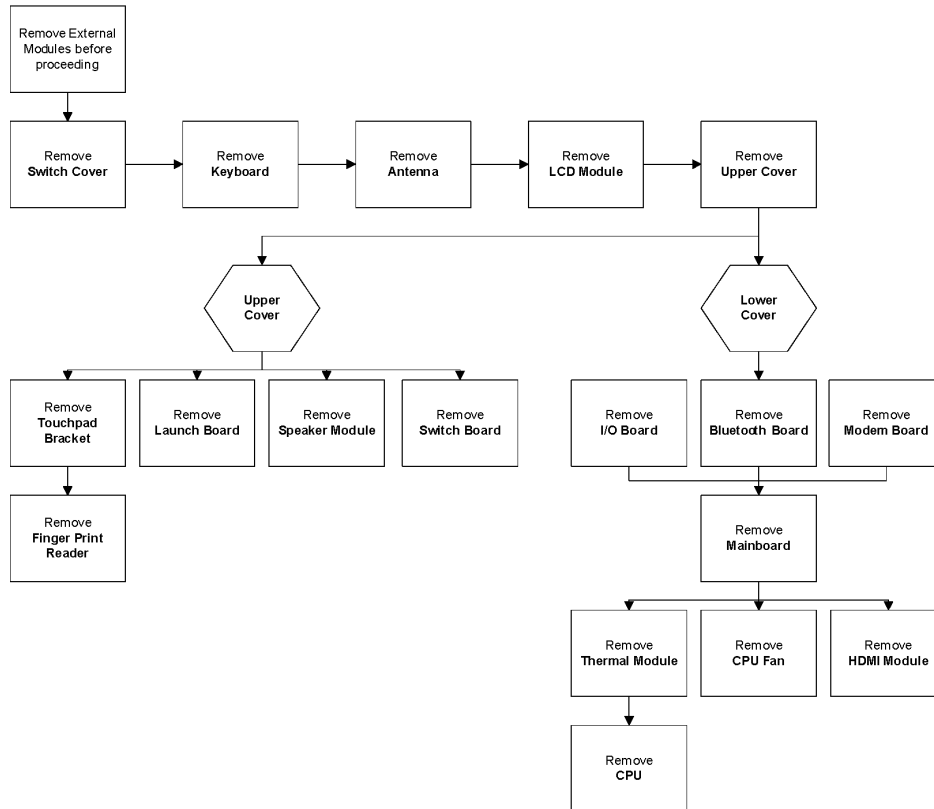 Remove External
Modules before
proceeding
Remove
Switch Cover
Remove
Keyboard
Remove
Antenna
Remove
LCD Module
Remove
Upper Cover
Upper
Cover
Lower
Cover
Remove
Touchpad
Bracket
Remove
Launch Board
Remove
Speaker Module
Remove
Switch Board
Remove
I/O Board
Remove
Bluetooth Board
Remove
Modem Board
Remove
Finger Print
Reader
Remove
Mainboard
Remove
Thermal Module
Remove
CPU Fan
Remove
HDMI Module
Remove
CPU